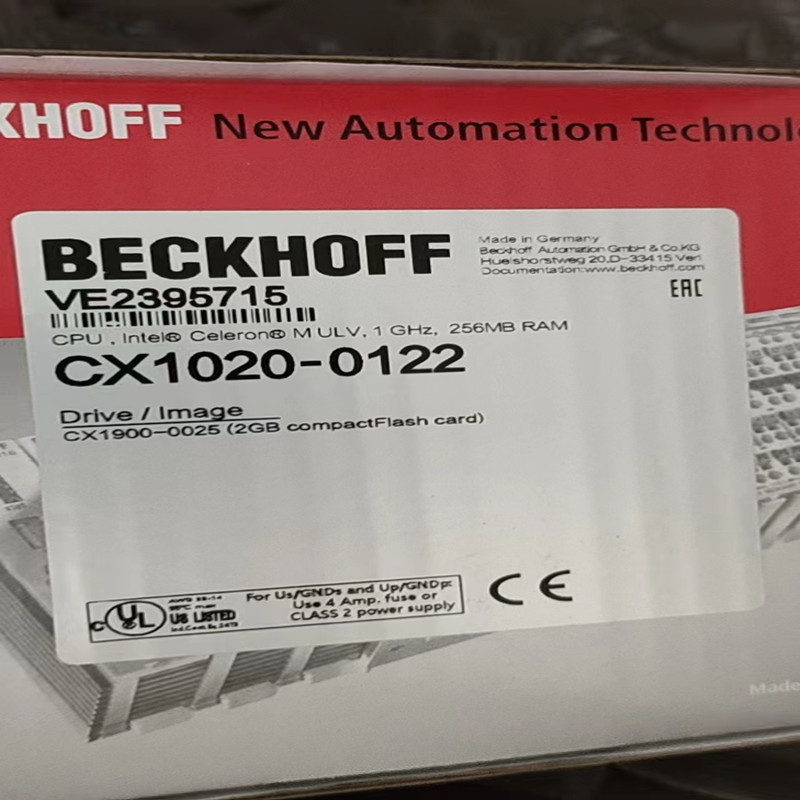 KHOFF New Automation Technol
BECKHOFF
Made in Germany
Beckhoff Automation GmbH & Co.KG
Huelshorstweg 20,D-33415 Verl
Documentation:www.beckhoff.com
VE2395715
EAC
CPU , Intel® Celeron® M ULV, 1 GHz, 256MB RAM
CX1020-0122
Drive / Image
CX1900-0025 (2GB compactFlash card)
c UL US LISTED
For Us/GNDs and Up/GNDp:
Use 4 Amp. fuse or
CLASS 2 power supply
CE
Made